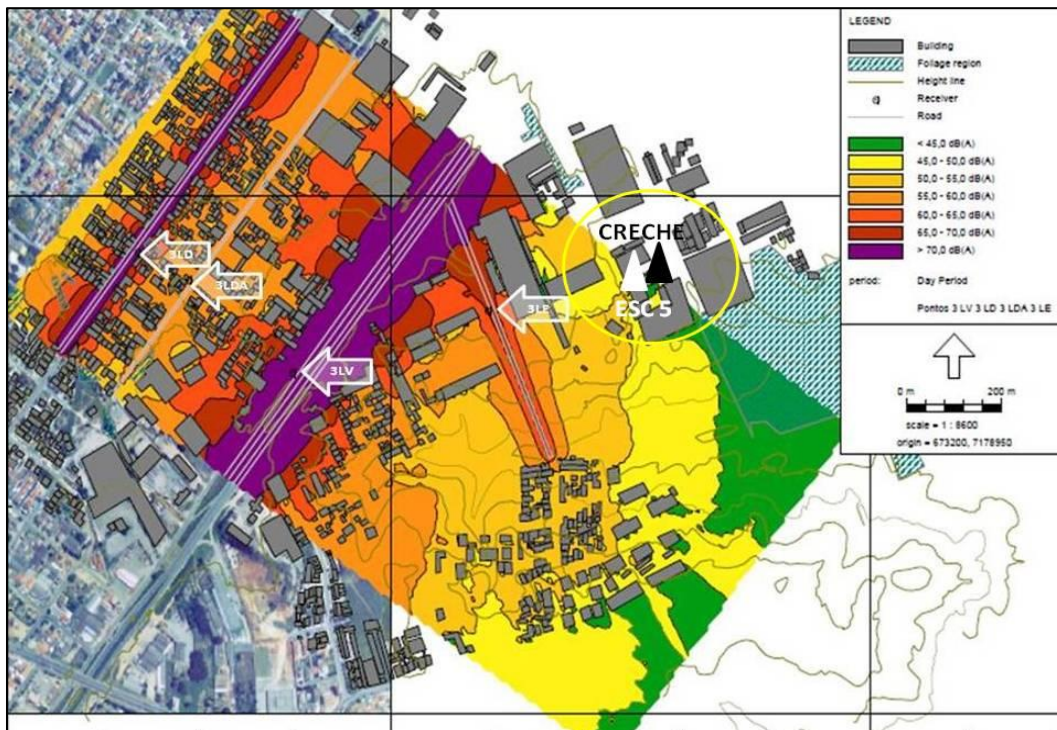 LEGEND
Building
Foliage region
Height line
Receiver
Road
< 45,0 dB(A)
45,0 - 50,0 dB(A)
50,0 - 55,0 dB(A)
55,0 - 60,0 dB(A)
60,0 - 65,0 dB(A)
65,0 - 70,0 dB(A)
> 70,0 dB(A)
period: Day Period
Pontos 3 LV 3 LD 3 LDA 3 LE
0 m 200 m
scale = 1 : 8600
origin = 673200, 7178950
CRECHE
ESC 5
3LD
3LDA
3LE
3LV